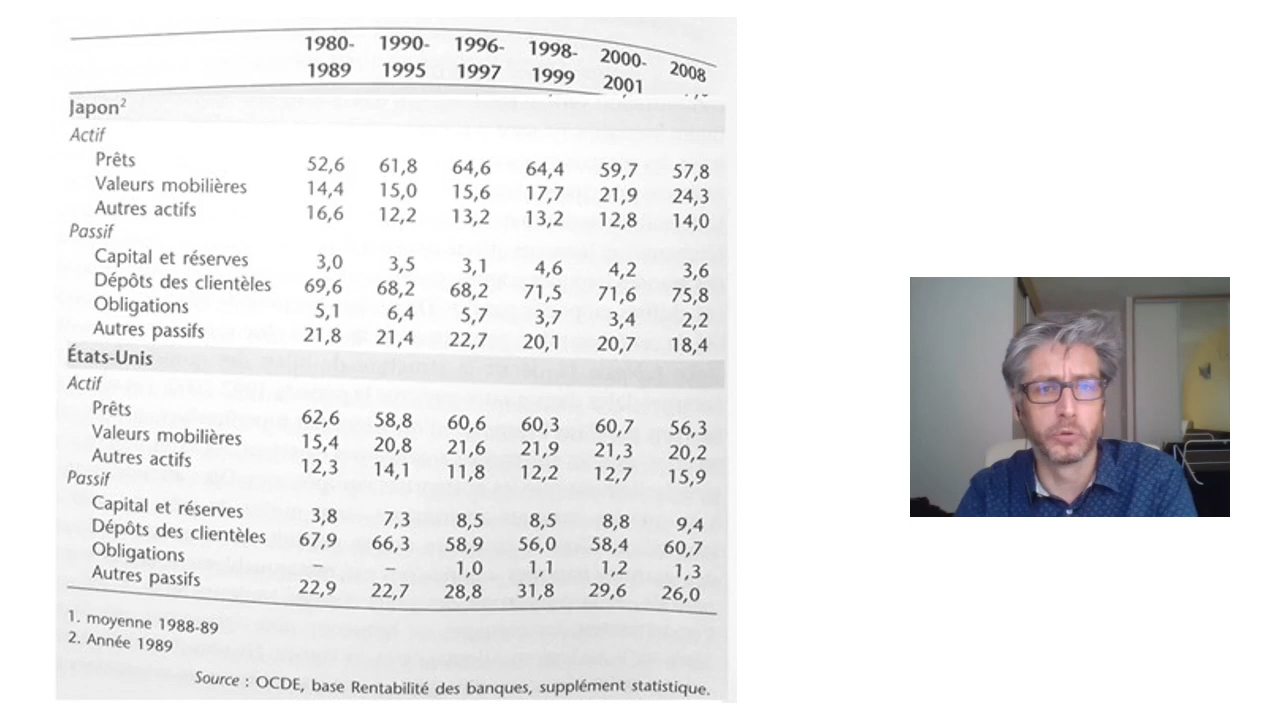 1980- 1990- 1996- 1998- 2000- 2008
1989 1995 1997 1999 2001
Japon²
Actif
Prêts 52,6 61,8 64,6 64,4 59,7 57,8
Valeurs mobilières 14,4 15,0 15,6 17,7 21,9 24,3
Autres actifs 16,6 12,2 13,2 13,2 12,8 14,0
Passif
Capital et réserves 3,0 3,5 3,1 4,6 4,2 3,6
Dépôts des clientèles 69,6 68,2 68,2 71,5 71,6 75,8
Obligations 5,1 6,4 5,7 3,7 3,4 2,2
Autres passifs 21,8 21,4 22,7 20,1 20,7 18,4
États-Unis
Actif
Prêts 62,6 58,8 60,6 60,3 60,7 56,3
Valeurs mobilières 15,4 20,8 21,6 21,9 21,3 20,2
Autres actifs 12,3 14,1 11,8 12,2 12,7 15,9
Passif
Capital et réserves 3,8 7,3 8,5 8,5 8,8 9,4
Dépôts des clientèles 67,9 66,3 58,9 56,0 58,4 60,7
Obligations – – 1,0 1,1 1,2 1,3
Autres passifs 22,9 22,7 28,8 31,8 29,6 26,0
1. moyenne 1988-89
2. Année 1989
Source : OCDE, base Rentabilité des banques, supplément statistique.